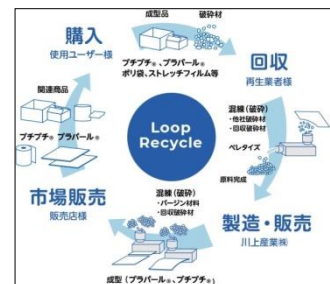 成型品 破砕材
購入
使用ユーザー様
プチプチ®、プラパール®
ポリ袋、ストレッチフィルム等
回収
再生業者様
関連商品
プチプチ® プラパール®
Loop
Recycle
混練（破砕）
・他社破砕材
・回収破砕材
ペレタイズ
原料完成
市場販売
販売店様
混練（破砕）
・バージン材料
・回収破砕材
製造・販売
川上産業㈱
成型（プラパール®、プチプチ®）